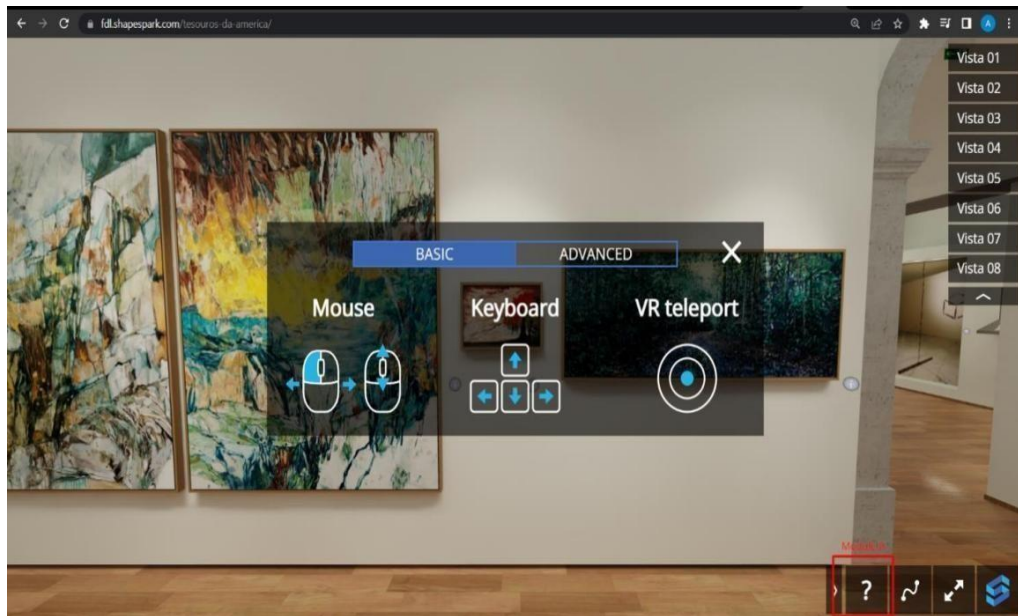 fdl.shapespark.com/tesouros-da-america/
A
Vista 01
Vista 02
Vista 03
Vista 04
Vista 05
Vista 06
Vista 07
Vista 08
BASIC
ADVANCED
Mouse
Keyboard
VR teleport
?